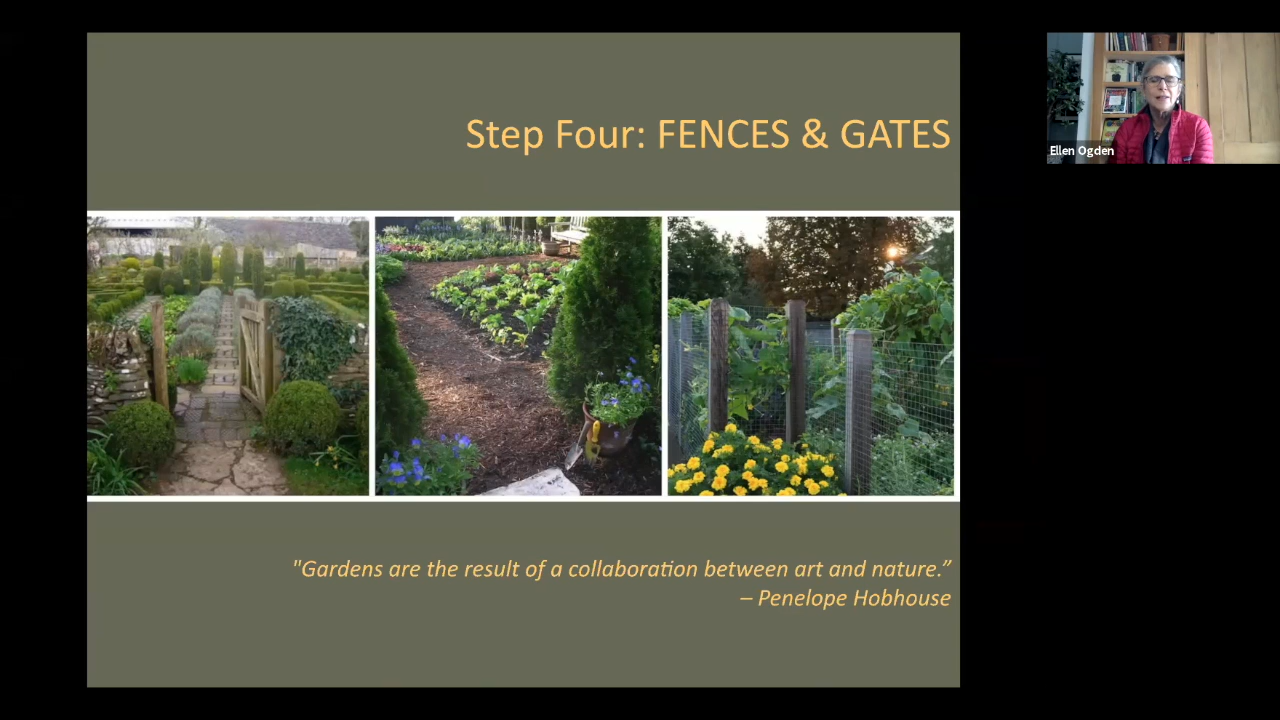 Step Four: FENCES & GATES
"Gardens are the result of a collaboration between art and nature.”
– Penelope Hobhouse
Ellen Ogden